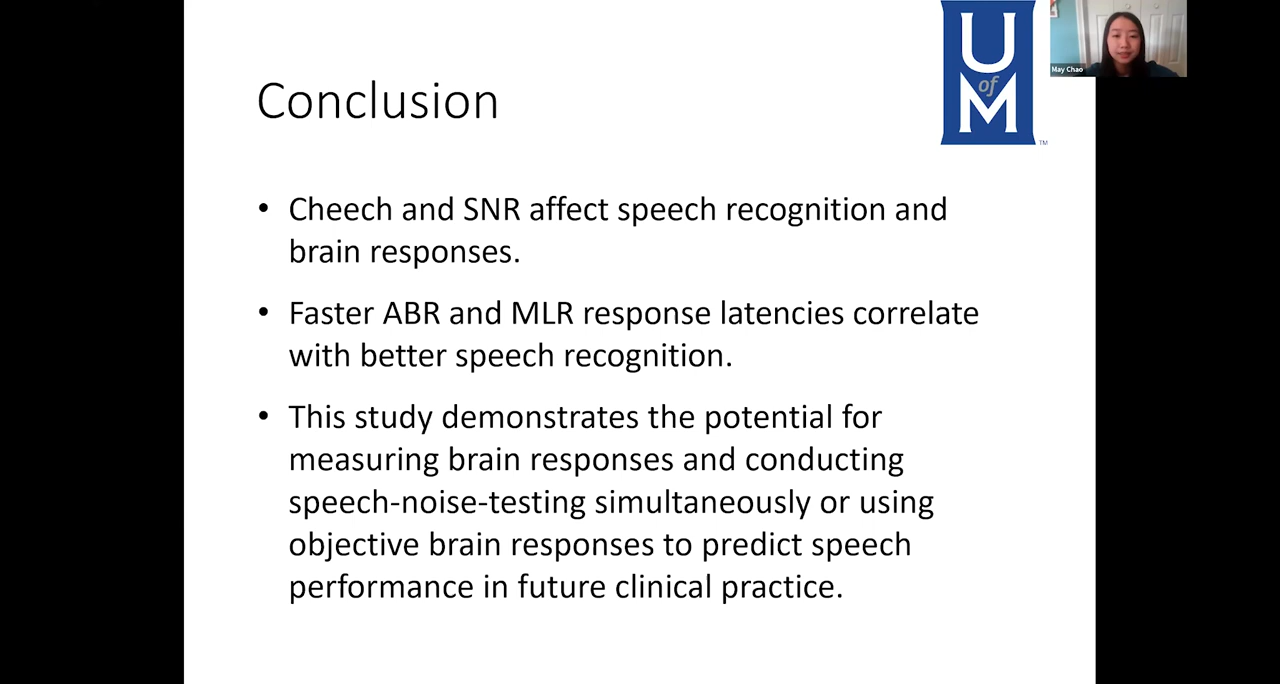 U
of
M
TM
May Chao
Conclusion
• Cheech and SNR affect speech recognition and
brain responses.
• Faster ABR and MLR response latencies correlate
with better speech recognition.
• This study demonstrates the potential for
measuring brain responses and conducting
speech-noise-testing simultaneously or using
objective brain responses to predict speech
performance in future clinical practice.